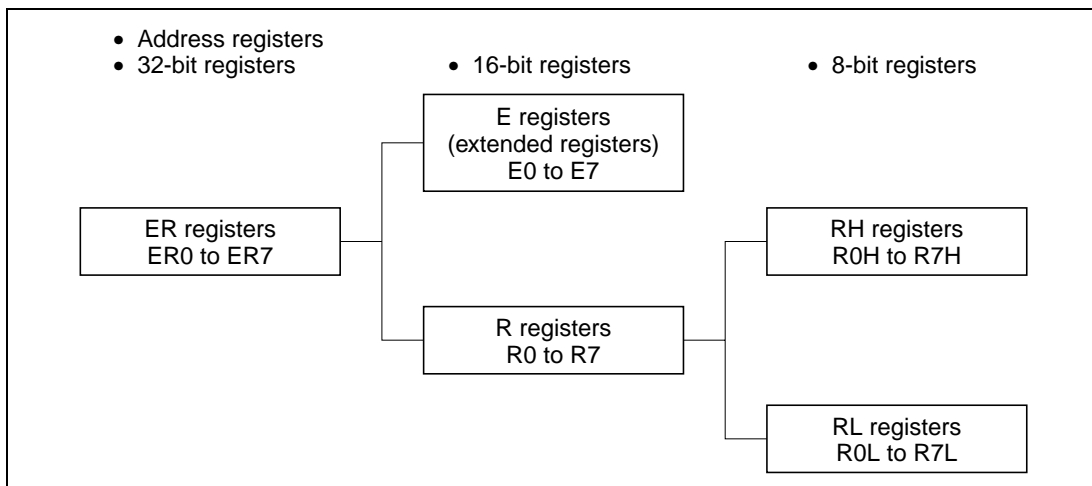 • Address registers
• 32-bit registers
• 16-bit registers
• 8-bit registers
E registers
(extended registers)
E0 to E7
ER registers
ER0 to ER7
RH registers
R0H to R7H
R registers
R0 to R7
RL registers
R0L to R7L